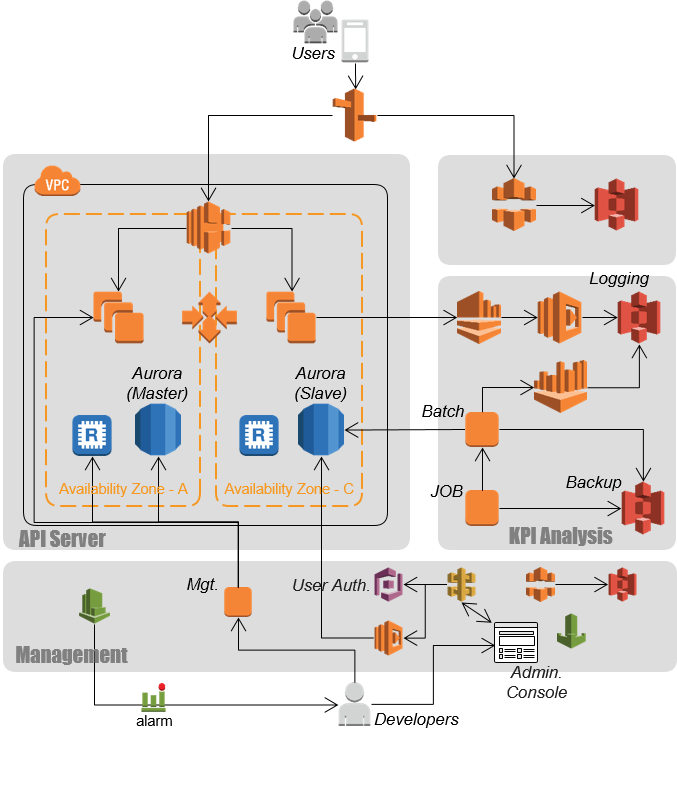 Users
VPC
Logging
Aurora
(Master)
Aurora
(Slave)
Batch
R
R
JOB
Backup
Availability Zone - A
Availability Zone - C
API Server
KPI Analysis
Mgt.
User Auth.
Management
Admin.
Console
alarm
Developers